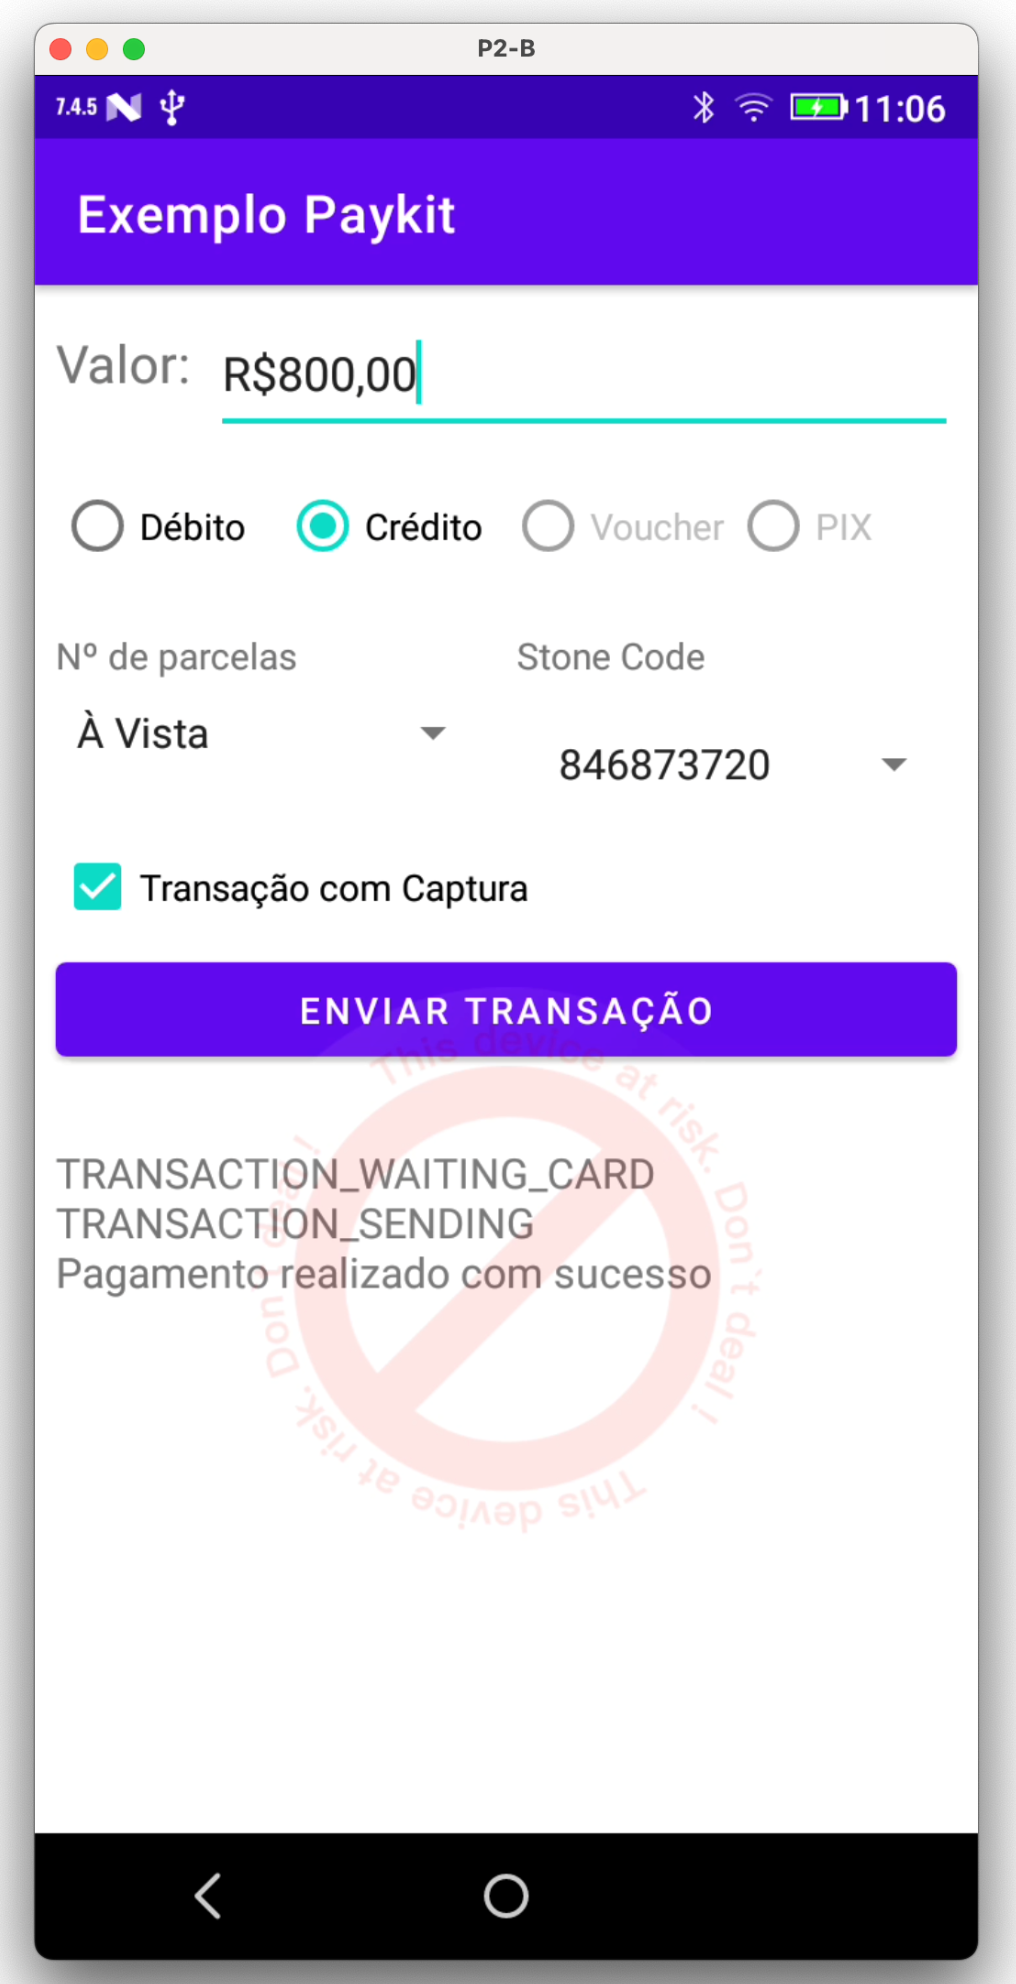 P2-B
7.4.5 11:06
Exemplo Paykit
Valor: R$800,00
Débito Crédito Voucher PIX
Nº de parcelas Stone Code
À Vista 846873720
Transação com Captura
ENVIAR TRANSAÇÃO
This device at risk. Don`t deal !
TRANSACTION_WAITING_CARD
TRANSACTION_SENDING
Pagamento realizado com sucesso
This device at risk. Don`t deal !